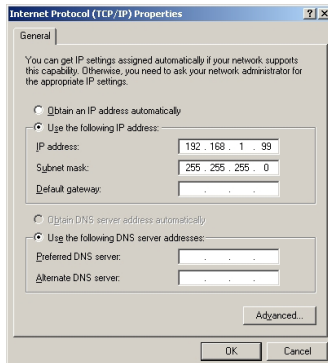 Internet Protocol (TCP/IP) Properties
General
You can get IP settings assigned automatically if your network supports
this capability. Otherwise, you need to ask your network administrator for
the appropriate IP settings.
Obtain an IP address automatically
Use the following IP address:
IP address: 192 . 168 . 1 . 99
Subnet mask: 255 . 255 . 255 . 0
Default gateway: . . .
Obtain DNS server address automatically
Use the following DNS server addresses:
Preferred DNS server: . . .
Alternate DNS server: . . .
Advanced...
OK Cancel